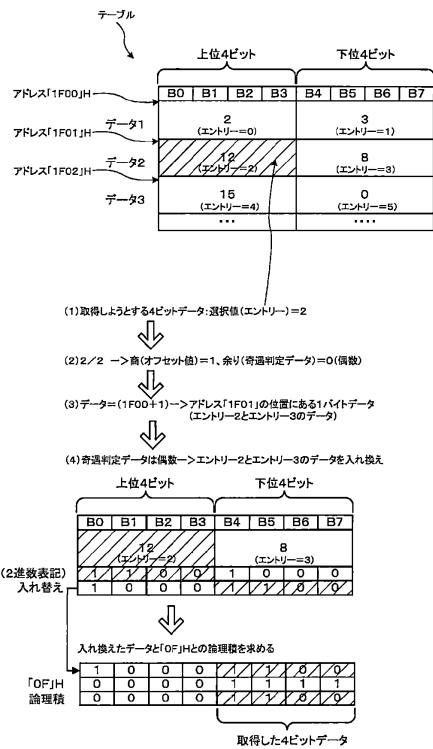 テーブル
上位4ビット 下位4ビット
B0 B1 B2 B3 B4 B5 B6 B7
アドレス「1F00」H
データ1 2 (エントリー=0) 3 (エントリー=1)
アドレス「1F01」H
データ2 12 (エントリー=2) 8 (エントリー=3)
アドレス「1F02」H
データ3 15 (エントリー=4) 0 (エントリー=5)
・・・・ ・・・・
(1)取得しようとする4ビットデータ:選択値(エントリー)=2
(2)2/2 ー>商(オフセット値)=1、余り(奇遇判定データ)=0(偶数)
(3)データ=(1F00+1)ー>アドレス「1F01」の位置にある1バイトデータ
(エントリー2とエントリー3のデータ)
(4)奇遇判定データは偶数ー>エントリー2とエントリー3のデータを入れ換え
上位4ビット 下位4ビット
B0 B1 B2 B3 B4 B5 B6 B7
12 (エントリー=2) 8 (エントリー=3)
(2進数表記) 1 1 0 0 1 0 0 0
入れ替え 1 0 0 0 1 1 0 0
入れ換えたデータと「0F」Hとの論理積を求める
1 0 0 0 1 1 0 0
「0F」H 0 0 0 0 1 1 1 1
論理積 0 0 0 0 1 1 0 0
取得した4ビットデータ